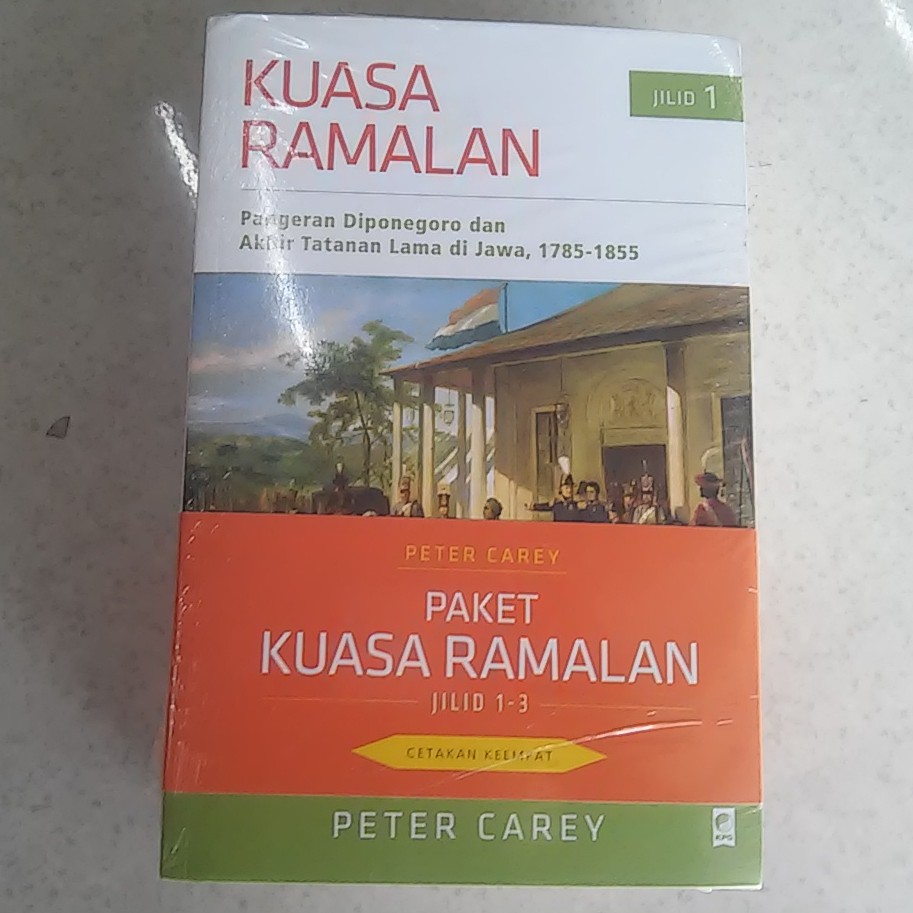 KUASA
RAMALAN
JILID 1
Pangeran Diponegoro dan
Akhir Tatanan Lama di Jawa, 1785-1855
PETER CAREY
PAKET
KUASA RAMALAN
JILID 1-3
CETAKAN KEEMPAT
PETER CAREY
KPG